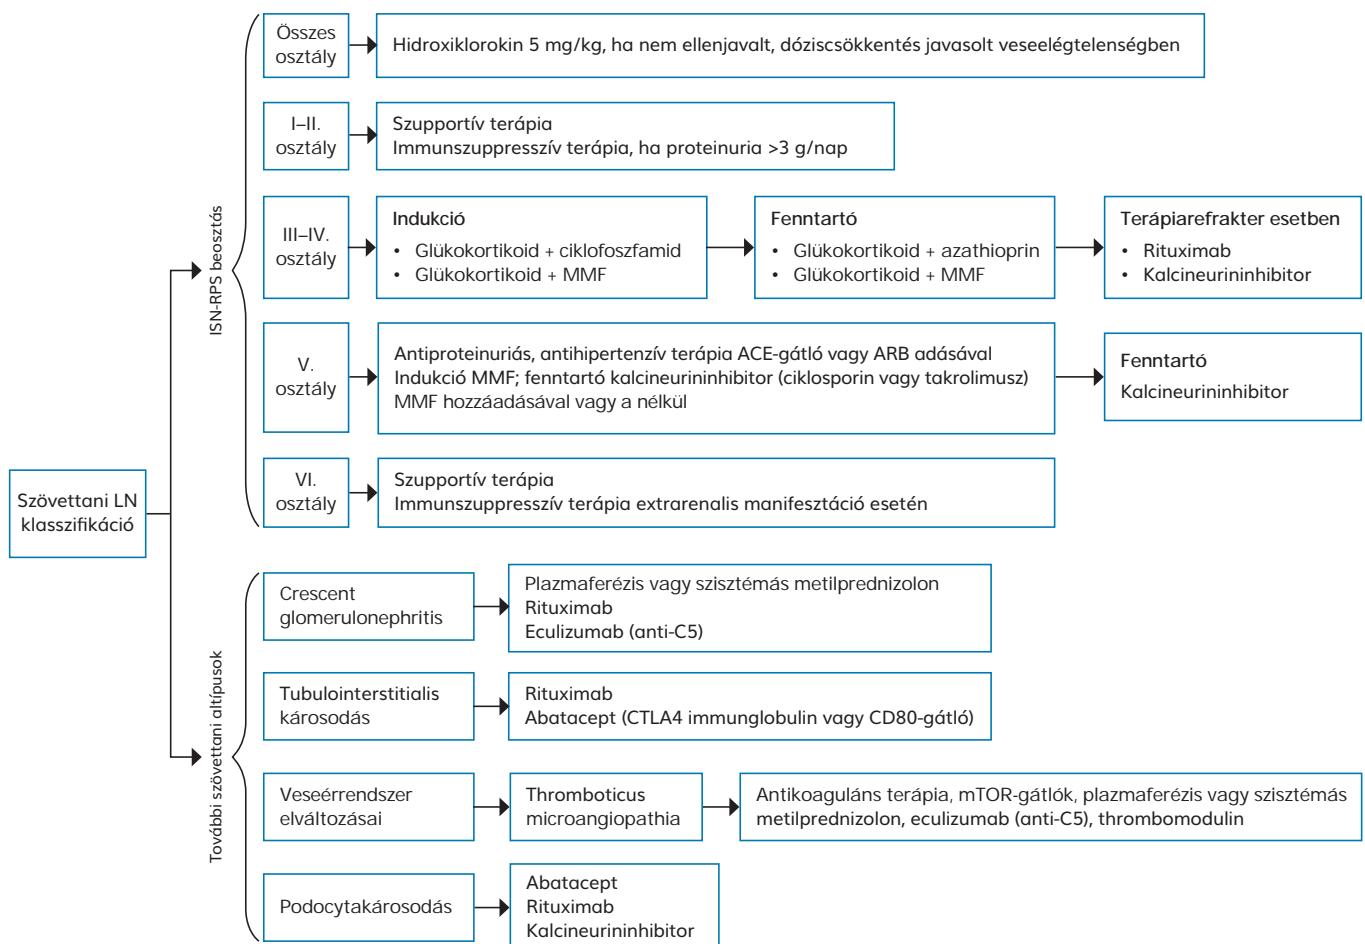 Szövettani LN
klasszifikáció
ISN-RPS beosztás
Összes
osztály
Hidroxiklorokin 5 mg/kg, ha nem ellenjavalt, dóziscsökkentés javasolt veseelégtelenségben
I–II.
osztály
Szupportív terápia
Immunszuppresszív terápia, ha proteinuria >3 g/nap
III–IV.
osztály
Indukció
• Glükokortikoid + ciklofoszfamid
• Glükokortikoid + MMF
Fenntartó
• Glükokortikoid + azathioprin
• Glükokortikoid + MMF
Terápiarefrakter esetben
• Rituximab
• Kalcineurininhibitor
V.
osztály
Antiproteinuriás, antihipertenzív terápia ACE-gátló vagy ARB adásával
Indukció MMF; fenntartó kalcineurininhibitor (ciklosporin vagy takrolimusz)
MMF hozzáadásával vagy a nélkül
Fenntartó
Kalcineurininhibitor
VI.
osztály
Szupportív terápia
Immunszuppresszív terápia extrarenalis manifesztáció esetén
További szövettani altípusok
Crescent
glomerulonephritis
Plazmaferézis vagy szisztémás metilprednizolon
Rituximab
Eculizumab (anti-C5)
Tubulointerstitialis
károsodás
Rituximab
Abatacept (CTLA4 immunglobulin vagy CD80-gátló)
Veseérrendszer
elváltozásai
Thromboticus
microangiopathia
Antikoaguláns terápia, mTOR-gátlók, plazmaferézis vagy szisztémás
metilprednizolon, eculizumab (anti-C5), thrombomodulin
Podocytakárosodás
Abatacept
Rituximab
Kalcineurininhibitor